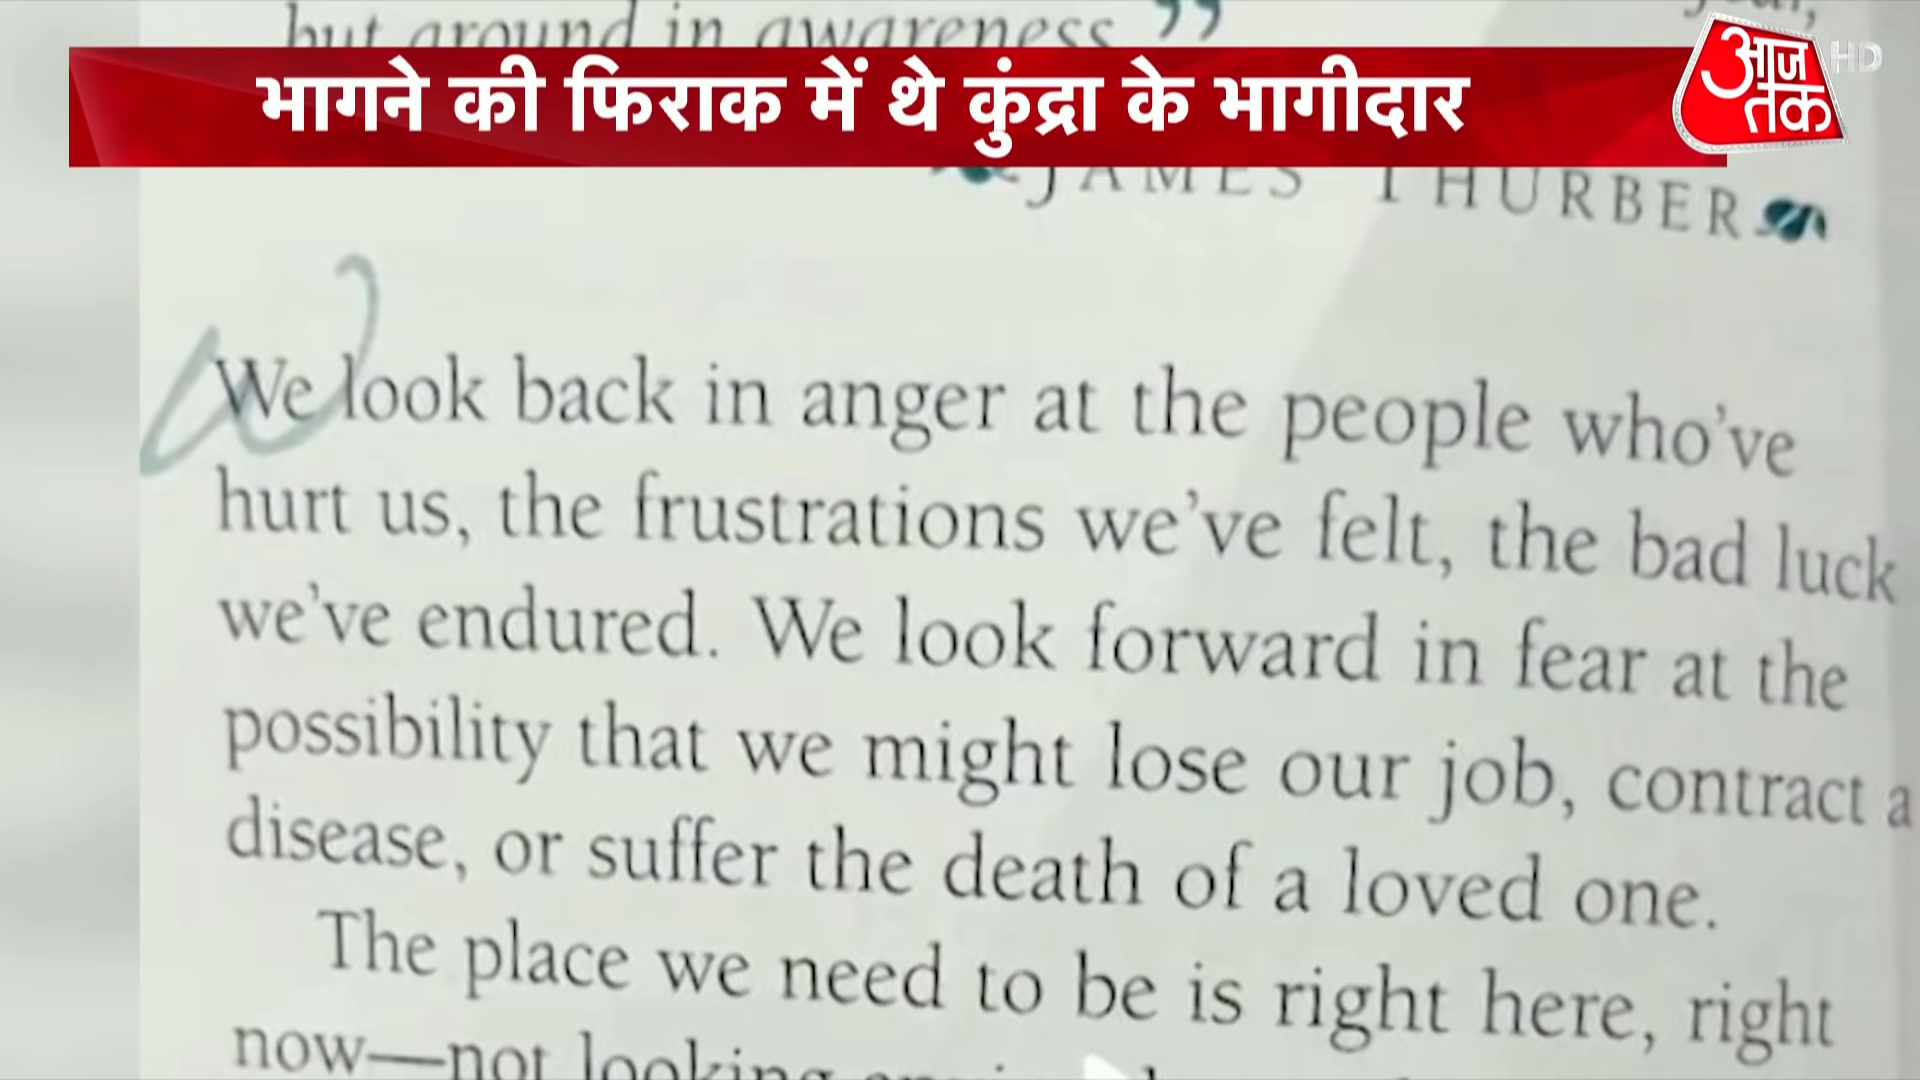 but around in awareness.”
भागने की फिराक में थे कुंद्रा के भागीदार
आज
तक
HD
JAMES THURBER
We look back in anger at the people who’ve
hurt us, the frustrations we’ve felt, the bad luck
we’ve endured. We look forward in fear at the
possibility that we might lose our job, contract a
disease, or suffer the death of a loved one.
The place we need to be is right here, right
now—not looking